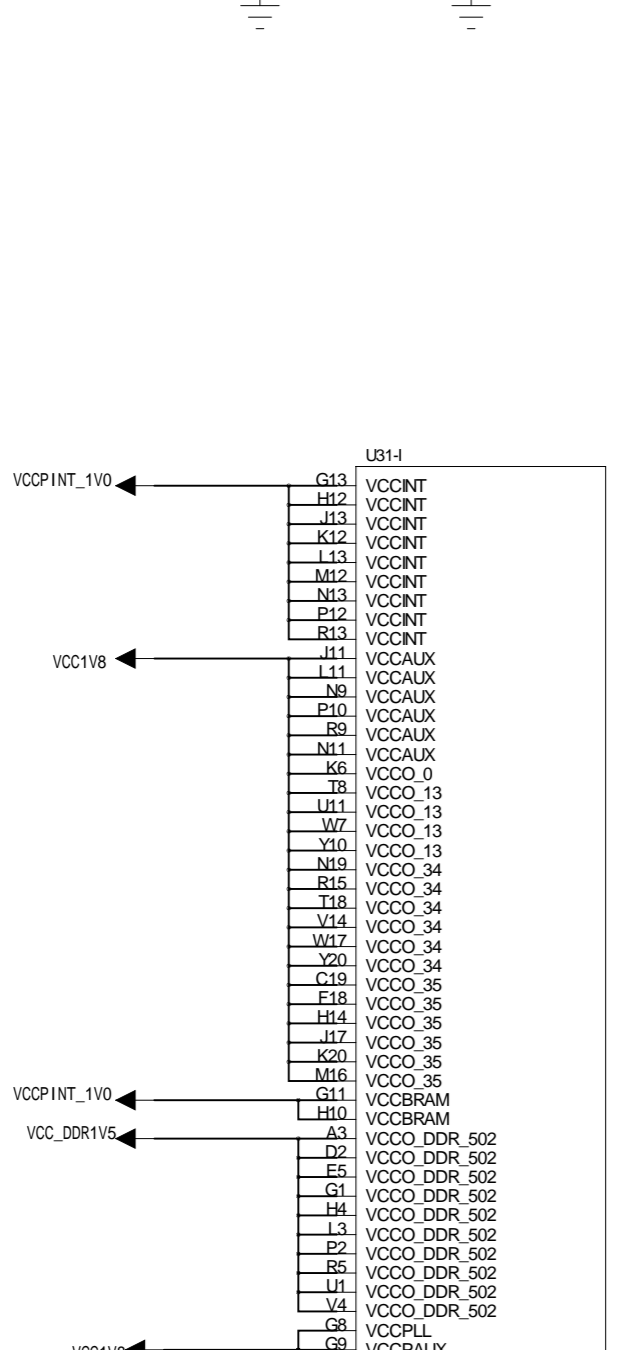 U31-I
VCCPINT_1V0 G13 VCCINT
H12 VCCINT
J13 VCCINT
K12 VCCINT
L13 VCCINT
M12 VCCINT
N13 VCCINT
P12 VCCINT
R13 VCCINT
VCC1V8 J11 VCCAUX
L11 VCCAUX
N9 VCCAUX
P10 VCCAUX
R9 VCCAUX
N11 VCCAUX
K6 VCCO_0
T8 VCCO_13
U11 VCCO_13
W7 VCCO_13
Y10 VCCO_13
N19 VCCO_34
R15 VCCO_34
T18 VCCO_34
V14 VCCO_34
W17 VCCO_34
Y20 VCCO_34
C19 VCCO_35
F18 VCCO_35
H14 VCCO_35
J17 VCCO_35
K20 VCCO_35
M16 VCCO_35
VCCPINT_1V0 G11 VCCBRAM
H10 VCCBRAM
VCC_DDR1V5 A3 VCCO_DDR_502
D2 VCCO_DDR_502
E5 VCCO_DDR_502
G1 VCCO_DDR_502
H4 VCCO_DDR_502
L3 VCCO_DDR_502
P2 VCCO_DDR_502
R5 VCCO_DDR_502
U1 VCCO_DDR_502
V4 VCCO_DDR_502
G8 VCCPLL
VCC1V8 G9 VCCPAUX